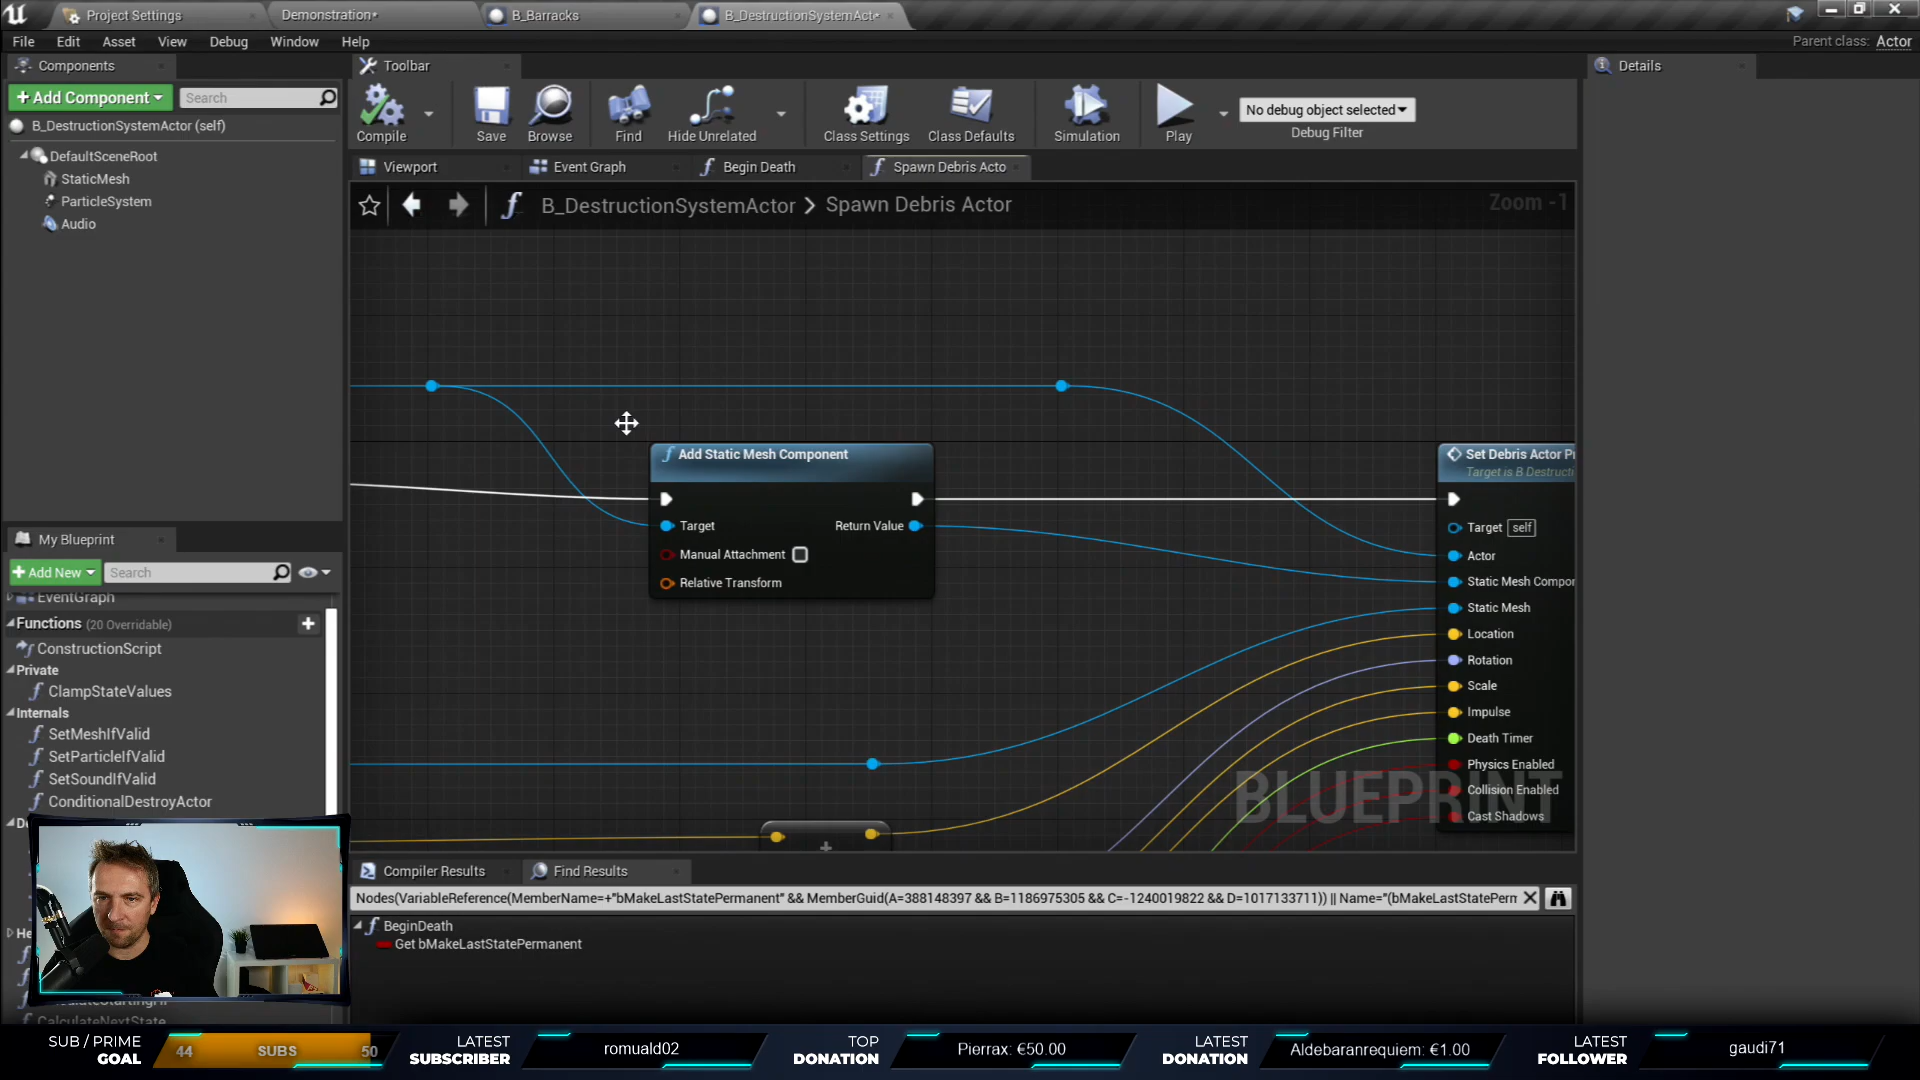 Project Settings
Demonstration*
B_Barracks
B_DestructionSystemAct*
File Edit Asset View Debug Window Help
Parent class: Actor
Components
+ Add Component
Search
B_DestructionSystemActor (self)
DefaultSceneRoot
StaticMesh
ParticleSystem
Audio
Toolbar
Compile
Save
Browse
Find
Hide Unrelated
Class Settings
Class Defaults
Simulation
Play
No debug object selected
Debug Filter
Details
Viewport
Event Graph
Begin Death
Spawn Debris Acto
B_DestructionSystemActor > Spawn Debris Actor
Zoom -1
Add Static Mesh Component
Target
Return Value
Manual Attachment
Relative Transform
Set Debris Actor P
Target is B Destructi
Target self
Actor
Static Mesh Compor
Static Mesh
Location
Rotation
Scale
Impulse
Death Timer
Physics Enabled
Collision Enabled
Cast Shadows
BLUEPRINT
My Blueprint
+ Add New
Search
EventGraph
Functions (20 Overridable)
ConstructionScript
Private
ClampStateValues
Internals
SetMeshIfValid
SetParticleIfValid
SetSoundIfValid
ConditionalDestroyActor
CalculateNextState
Compiler Results
Find Results
Nodes(VariableReference(MemberName=+"bMakeLastStatePermanent" && MemberGuid(A=388148397 && B=1186975305 && C=-1240019822 && D=1017133711)) || Name="(bMakeLastStatePerm
BeginDeath
Get bMakeLastStatePermanent
SUB / PRIME
GOAL
44 SUBS 50
LATEST
SUBSCRIBER
romuald02
TOP
DONATION
Pierrax: €50.00
LATEST
DONATION
Aldebaranrequiem: €1.00
LATEST
FOLLOWER
gaudi71